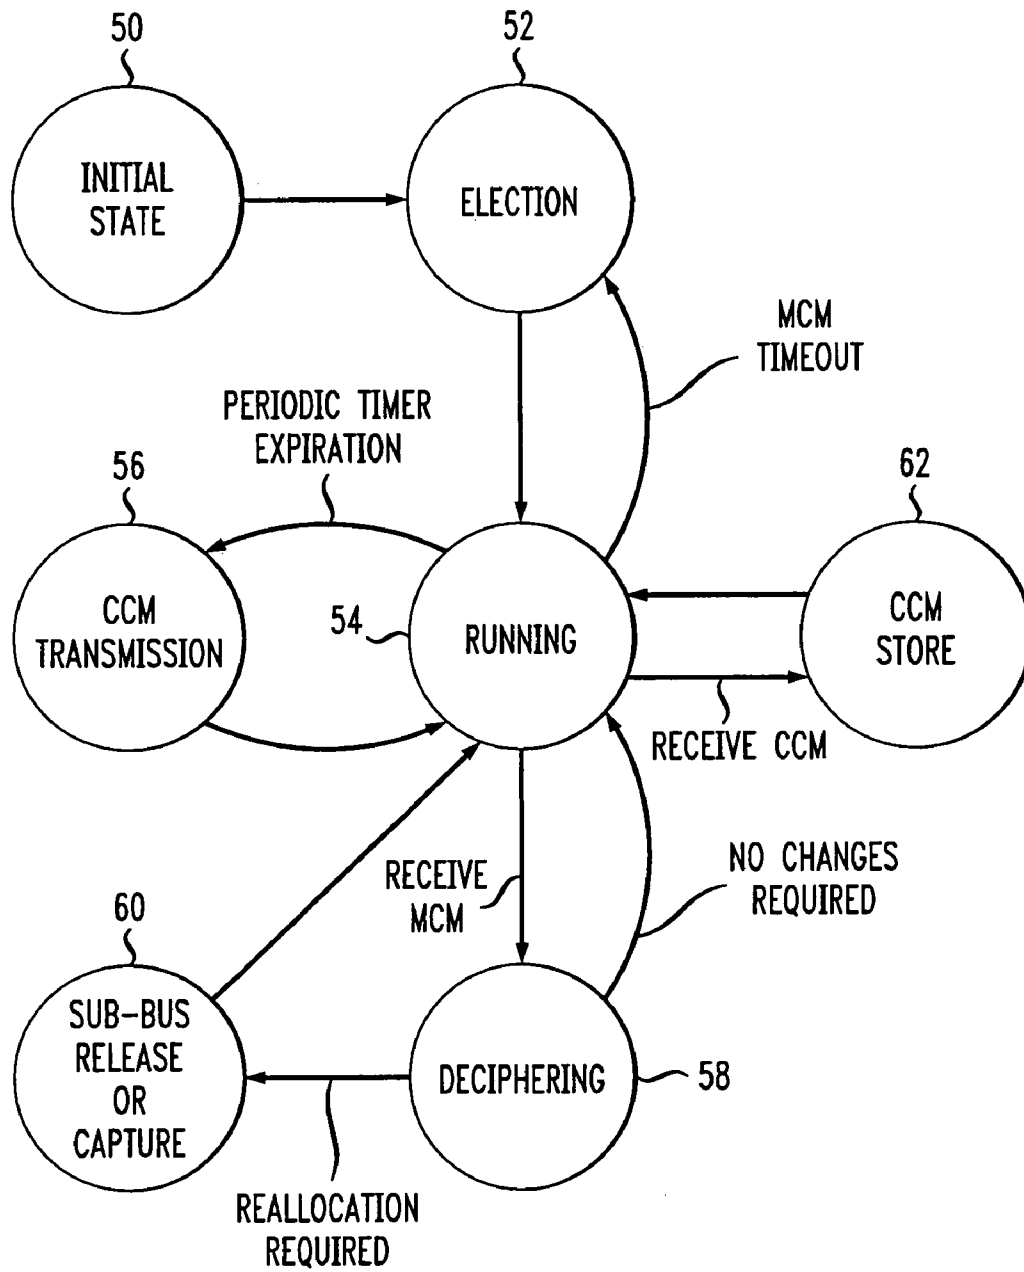 50
52
INITIAL
STATE
ELECTION
MCM
TIMEOUT
PERIODIC TIMER
EXPIRATION
56
62
CCM
TRANSMISSION
54
RUNNING
CCM
STORE
RECEIVE CCM
RECEIVE
MCM
NO CHANGES
REQUIRED
60
SUB-BUS
RELEASE
OR
CAPTURE
DECIPHERING
58
REALLOCATION
REQUIRED